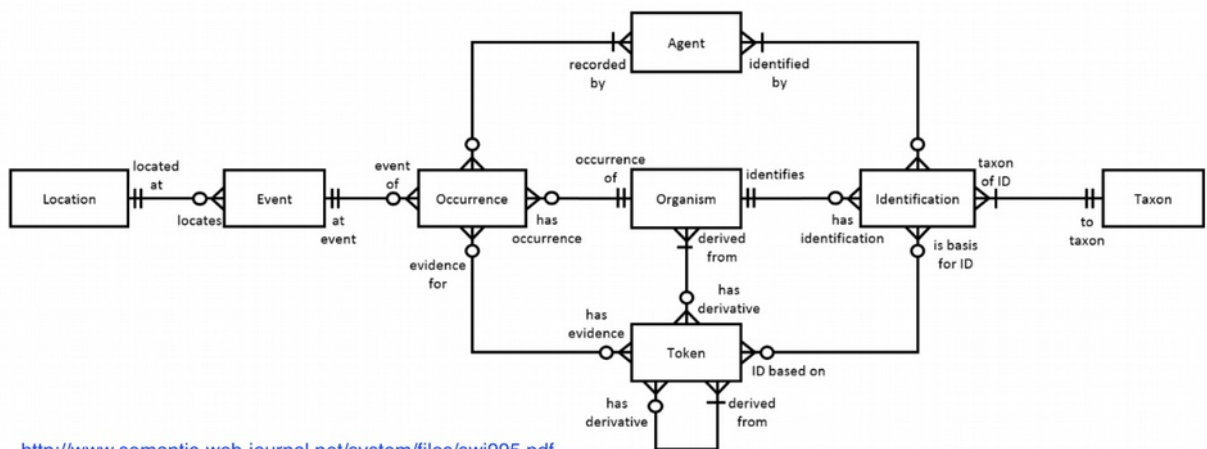 Agent
recorded
by
identified
by
located
at
event
of
occurrence
of
identifies
taxon
of ID
Location
Event
Occurrence
Organism
Identification
Taxon
locates
at
event
has
occurrence
derived
from
has
identification
is basis
for ID
to
taxon
evidence
for
has
derivative
has
evidence
Token
ID based on
has
derivative
derived
from